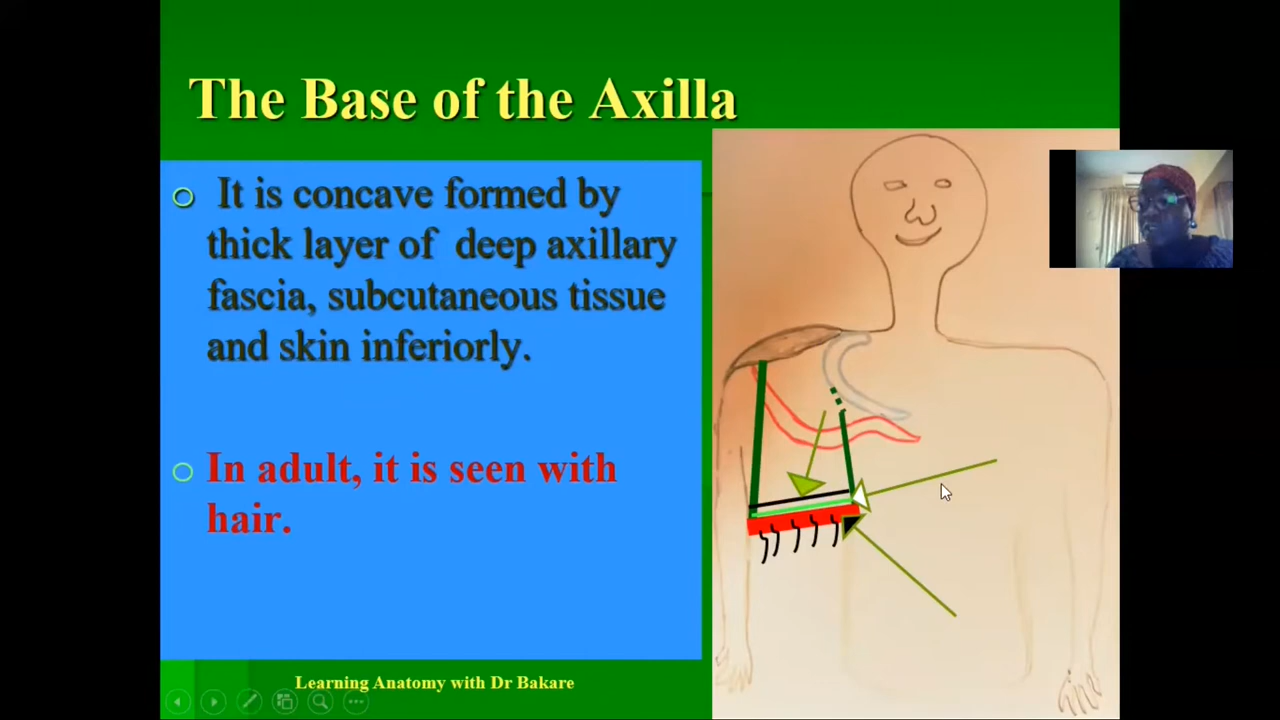 The Base of the Axilla
It is concave formed by
thick layer of deep axillary
fascia, subcutaneous tissue
and skin inferiorly.
In adult, it is seen with
hair.
Learning Anatomy with Dr Bakare